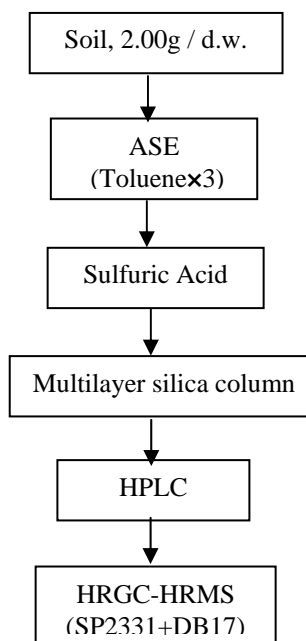 Soil, 2.00g / d.w.
ASE
(Toluene×3)
Sulfuric Acid
Multilayer silica column
HPLC
HRGC-HRMS
(SP2331+DB17)